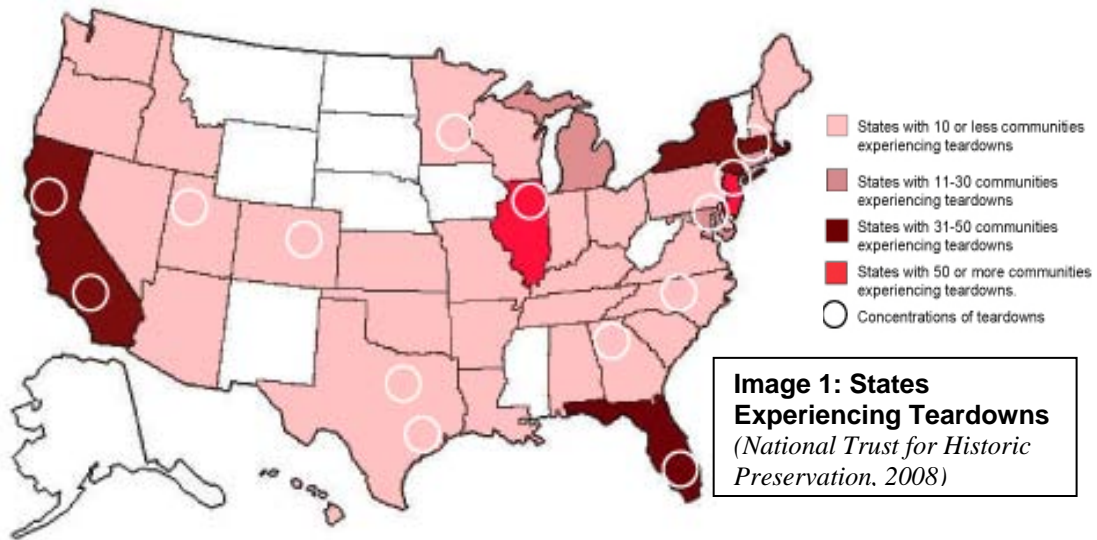 States with 10 or less communities
experiencing teardowns
States with 11-30 communities
experiencing teardowns
States with 31-50 communities
experiencing teardowns
States with 50 or more communities
experiencing teardowns.
Concentrations of teardowns
Image 1: States
Experiencing Teardowns
(National Trust for Historic
Preservation, 2008)